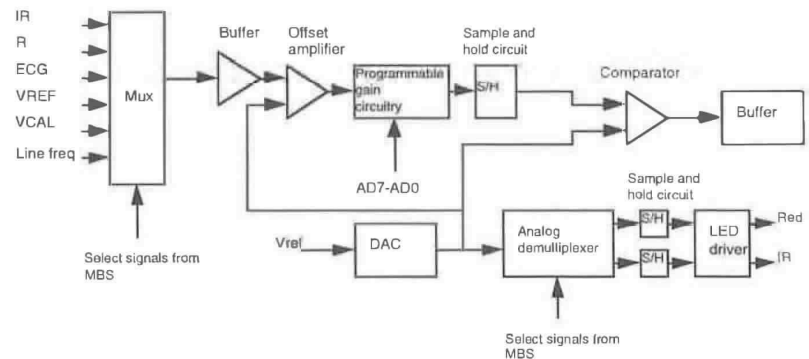 IR
R
ECG
VREF
VCAL
Line freq
Mux
Select signals from
MBS
Buffer
Offset
amplifier
Programmable
gain
circuitry
AD7-AD0
Sample and
hold circuit
S/H
Comparator
Buffer
Vref
DAC
Analog
demulliplexer
Select signals from
MBS
Sample and
hold circuit
S/H
S/H
LED
driver
Red
IR